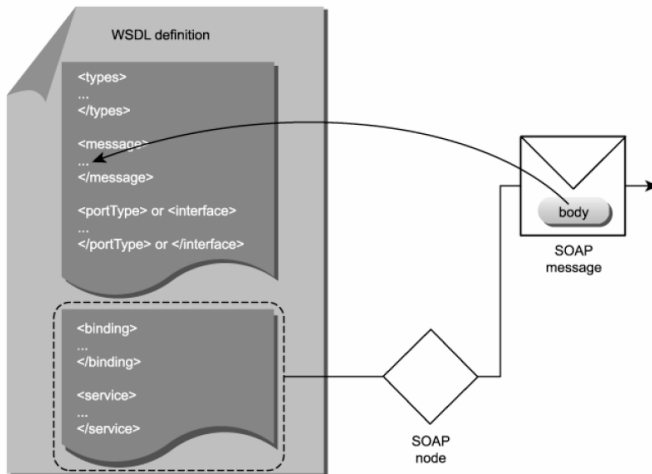 WSDL definition
<types>
...
</types>
<message>
...
</message>
<portType> or <interface>
...
</portType> or </interface>
<binding>
...
</binding>
<service>
...
</service>
body
SOAP
message
SOAP
node